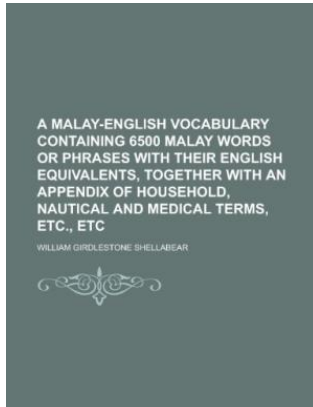 A MALAY-ENGLISH VOCABULARY
CONTAINING 6500 MALAY WORDS
OR PHRASES WITH THEIR ENGLISH
EQUIVALENTS, TOGETHER WITH AN
APPENDIX OF HOUSEHOLD,
NAUTICAL AND MEDICAL TERMS,
ETC., ETC
WILLIAM GIRDLESTONE SHELLABEAR